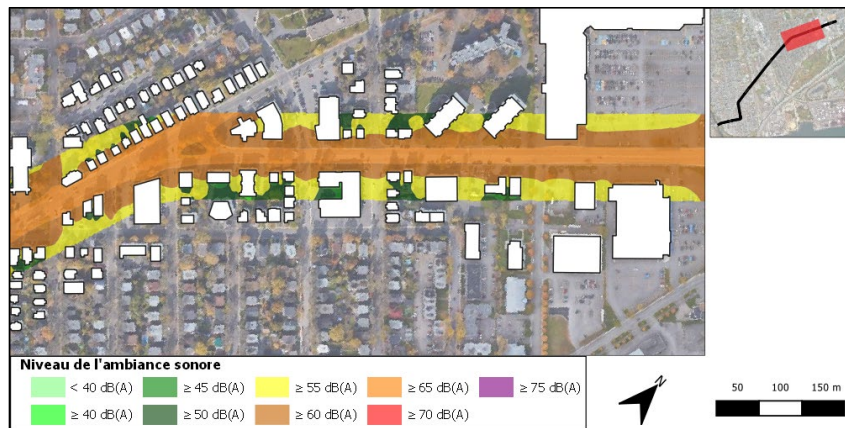 Niveau de l'ambiance sonore
< 40 dB(A) ≥ 45 dB(A) ≥ 55 dB(A) ≥ 65 dB(A) ≥ 75 dB(A)
≥ 40 dB(A) ≥ 50 dB(A) ≥ 60 dB(A) ≥ 70 dB(A)
N
50 100 150 m